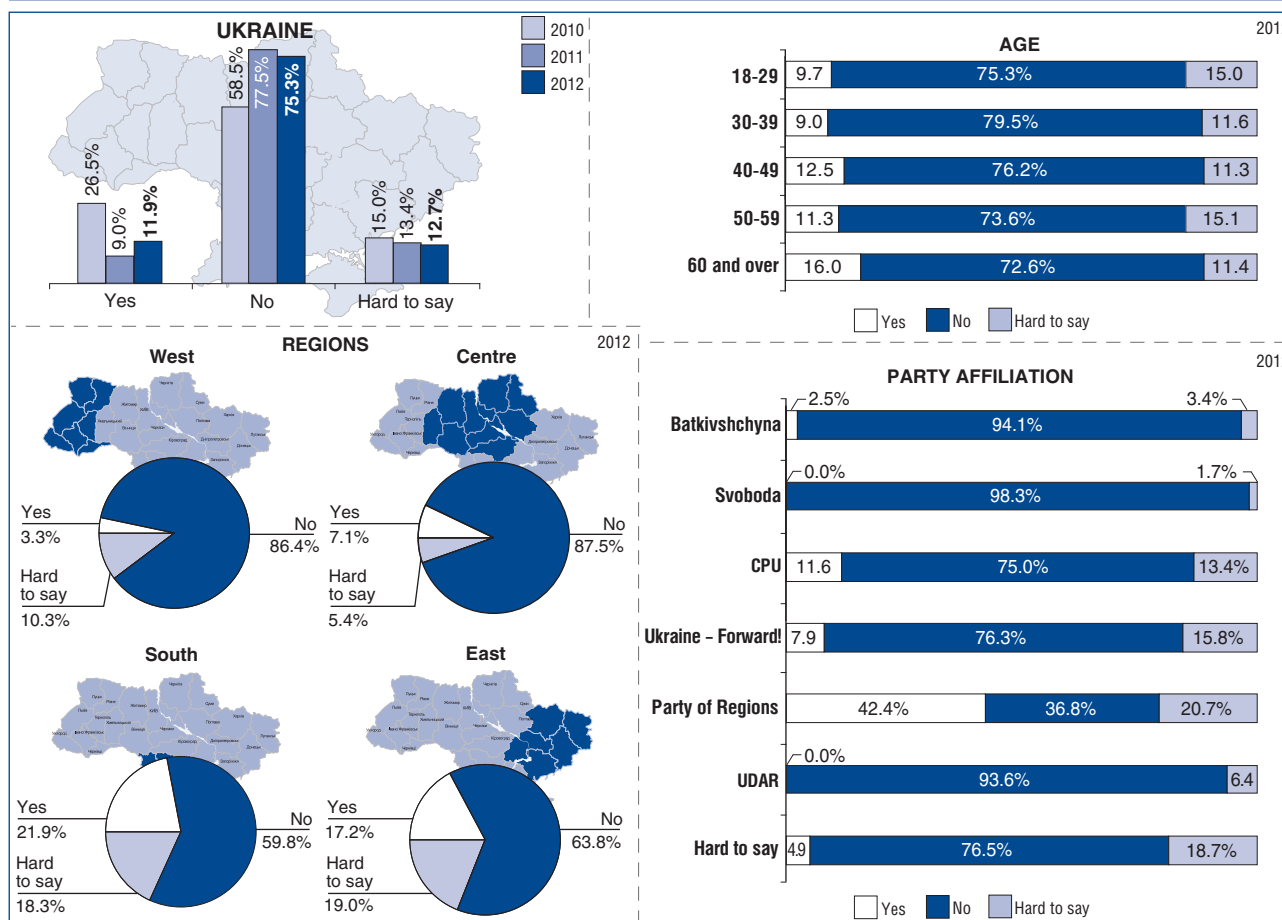 UKRAINE
2010
2011
2012
26.5%
9.0%
11.9%
58.5%
77.5%
75.3%
15.0%
13.4%
12.7%
Yes
No
Hard to say
AGE
18-29
9.7
75.3%
15.0
30-39
9.0
79.5%
11.6
40-49
12.5
76.2%
11.3
50-59
11.3
73.6%
15.1
60 and over
16.0
72.6%
11.4
Yes
No
Hard to say
REGIONS
2012
West
Yes
3.3%
No
86.4%
Hard
to say
10.3%
Centre
Yes
7.1%
No
87.5%
Hard
to say
5.4%
South
Yes
21.9%
No
59.8%
Hard
to say
18.3%
East
Yes
17.2%
No
63.8%
Hard
to say
19.0%
PARTY AFFILIATION
Batkivshchyna
2.5%
94.1%
3.4%
Svoboda
0.0%
98.3%
1.7%
CPU
11.6
75.0%
13.4%
Ukraine – Forward!
7.9
76.3%
15.8%
Party of Regions
42.4%
36.8%
20.7%
UDAR
0.0%
93.6%
6.4
Hard to say
4.9
76.5%
18.7%
Yes
No
Hard to say